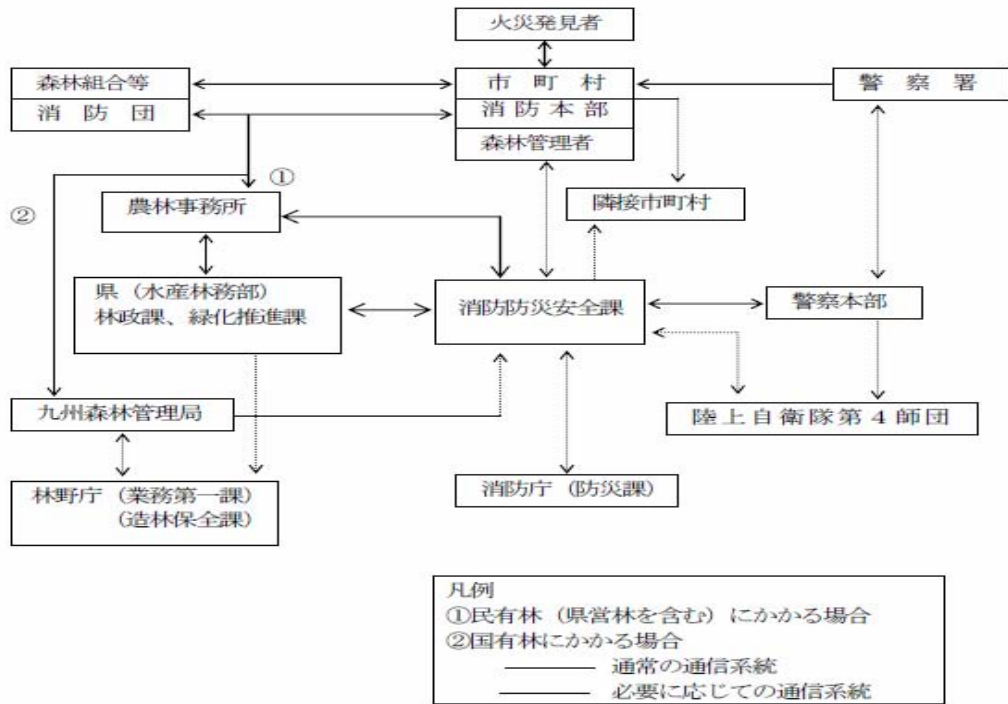 火災発見者
森林組合等
市町村
警察署
消防団
消防本部
森林管理者
①
②
農林事務所
隣接市町村
県（水産林務部）
林政課、緑化推進課
消防防災安全課
警察本部
九州森林管理局
陸上自衛隊第４師団
林野庁（業務第一課）
（造林保全課）
消防庁（防災課）
凡例
①民有林（県営林を含む）にかかる場合
②国有林にかかる場合
通常の通信系統
必要に応じての通信系統